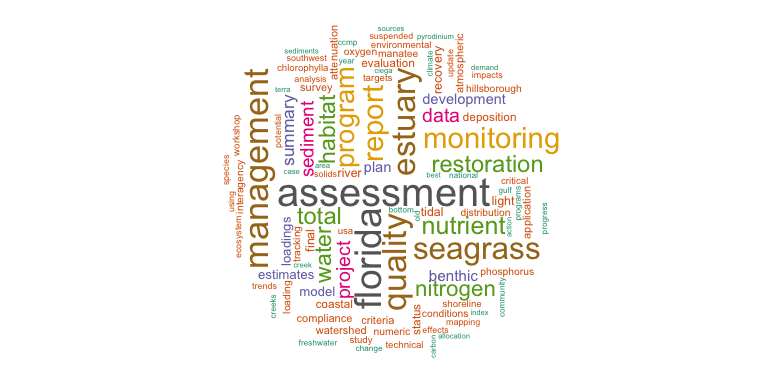 sources
suspended
pyrodinium
ccmp
environmental
sediments
oxygen
manatee
southwest
attenuation
year
evaluation
climate
recovery
update
atmospheric
chlorophylla
ciega
targets
demand
impacts
analysis
survey
terra
hillsborough
management
summary
sediment
habitat
program
report
estuary
development
data
deposition
potential
workshop
monitoring
case
area
solids
river
plan
restoration
best
national
species
using
interagency
ecosystem
critical
gulf
assessment
light
programs
application
progress
total
florida
bottom
old
tidal
distribution
action
nutrient
loadings
tracking
final
water
usa
project
quality
seagrass
creek
estimates
benthic
phosphorus
trends
model
nitrogen
community
creeks
loading
coastal
shoreline
status
conditions
index
compliance
criteria
mapping
watershed
numeric
effects
freshwater
study
change
technical
carbon
allocation